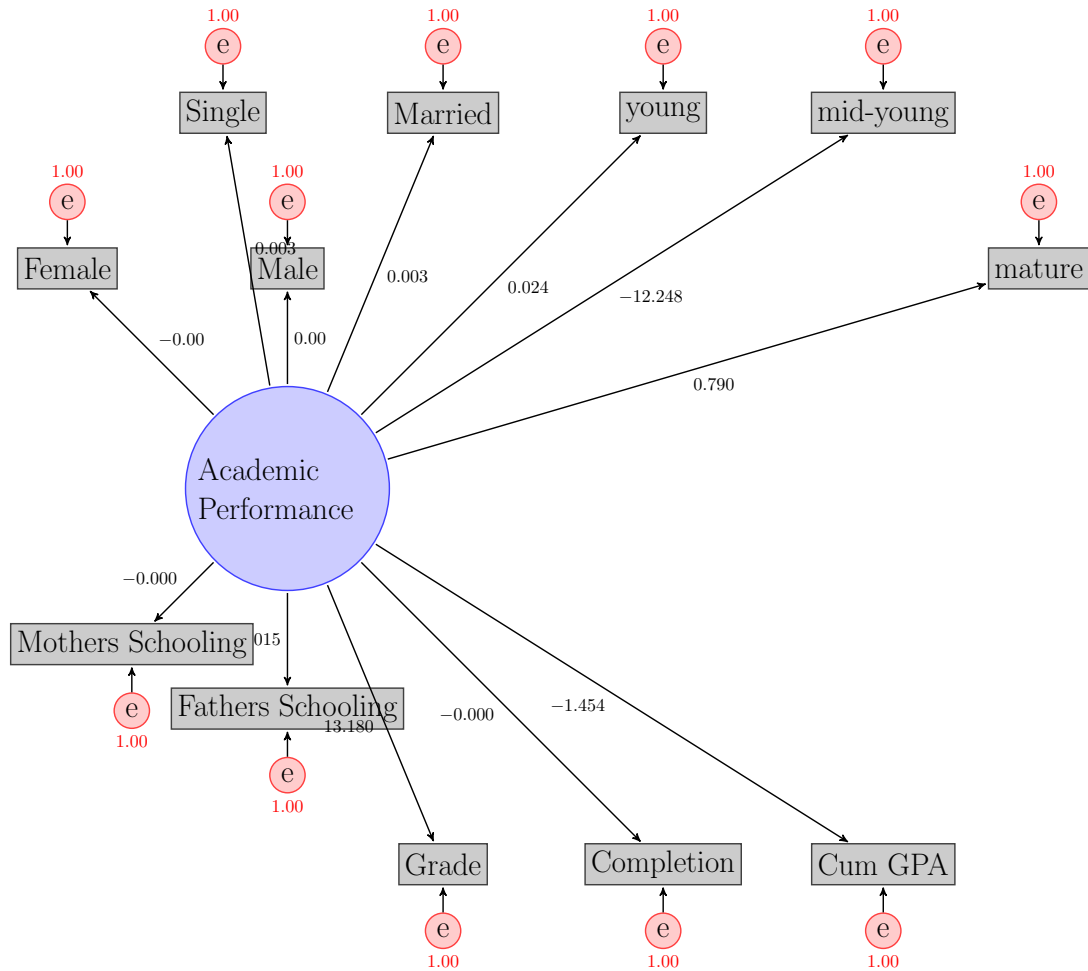 1.00
1.00
1.00
1.00
e
e
e
e
Single
Married
young
mid-young
1.00
1.00
1.00
e
e
e
Female
0.003
Male
mature
0.003
0.024
−12.248
−0.00
0.00
0.790
Academic
Performance
−0.000
Mothers Schooling
015
e
1.00
Fathers Schooling
13.180
−0.000
−1.454
e
1.00
Grade
Completion
Cum GPA
e
e
e
1.00
1.00
1.00